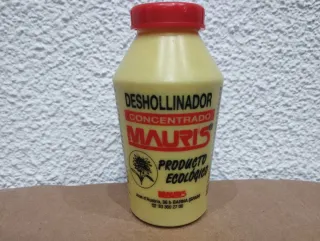 DESHOLLINADOR
CONCENTRADO
MAURIS
PRODUCTO
ECOLÓGICO
MAURIS